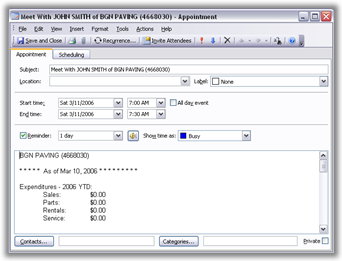 Meet With JOHN SMITH of BGN PAVING (4668030) - Appointment
File Edit View Insert Format Tools Actions Help
Save and Close Recurrence... Invite Attendees
Appointment Scheduling
Subject: Meet With JOHN SMITH of BGN PAVING (4668030)
Location: Label: None
Start time: Sat 3/11/2006 7:00 AM All day event
End time: Sat 3/11/2006 7:30 AM
Reminder: 1 day Show time as: Busy
BGN PAVING (4668030)
* * * * * As of Mar 10, 2006 * * * * * * * * *
Expenditures - 2006 YTD:
Sales: $0.00
Parts: $0.00
Rentals: $0.00
Service: $0.00
Contacts... Categories... Private